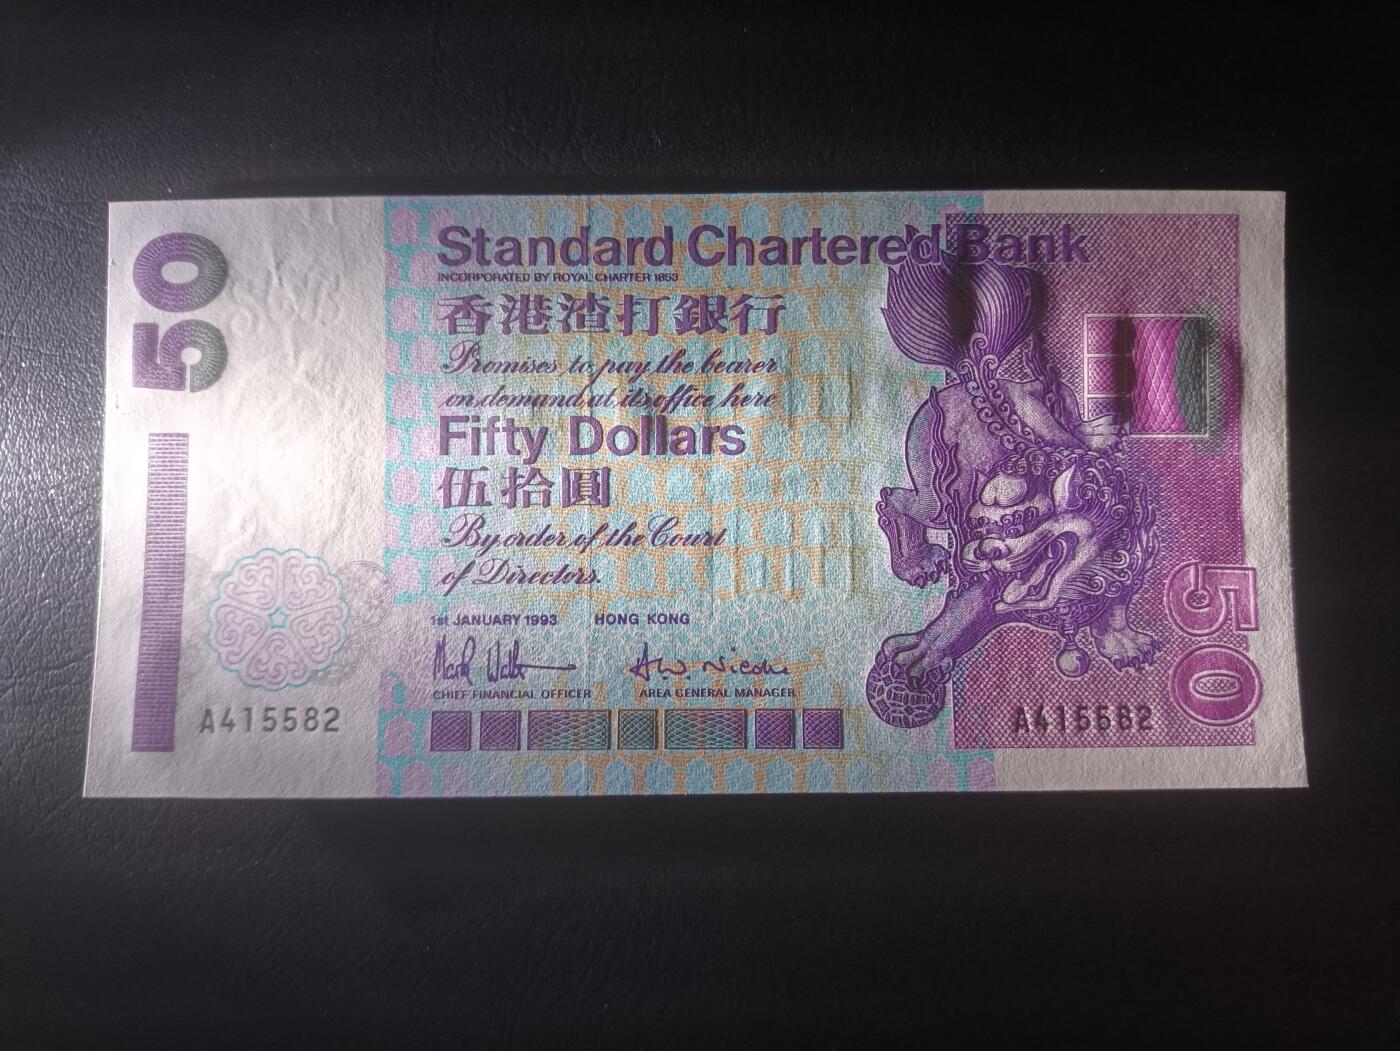 50
Standard Chartered Bank
INCORPORATED BY ROYAL CHARTER 1853
香港渣打銀行
Promises to pay the bearer
on demand at its office here
Fifty Dollars
伍拾圓
By order of the Court
of Directors.
1st JANUARY 1993 HONG KONG
CHIEF FINANCIAL OFFICER AREA GENERAL MANAGER
A415582 A415582
50